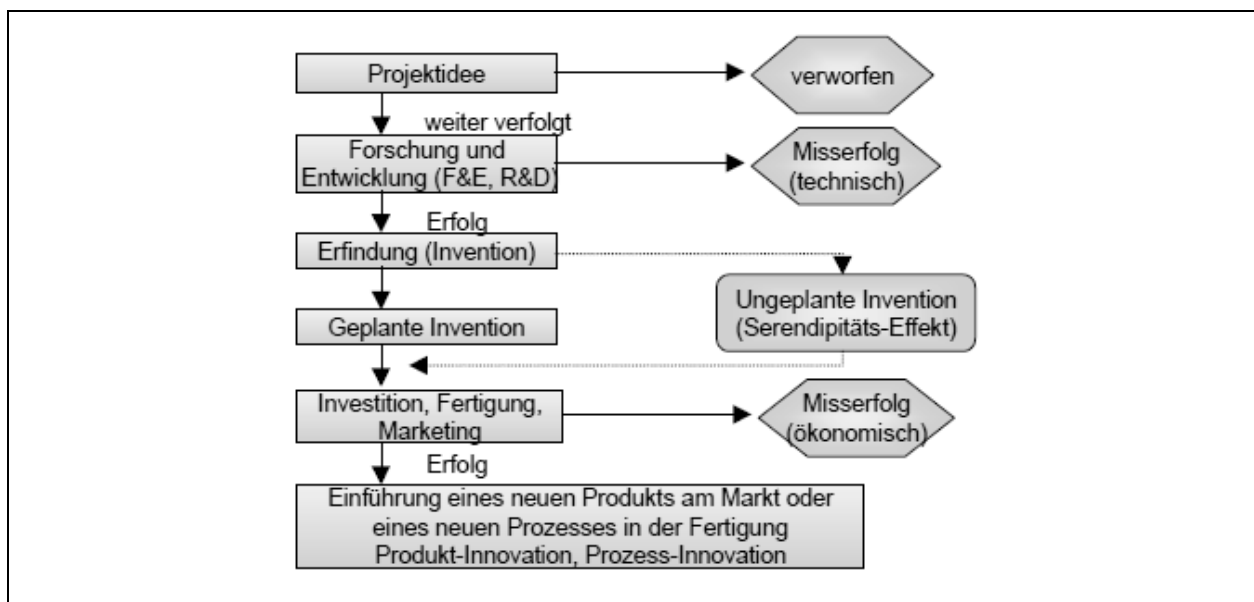 Projektidee
verworfen
weiter verfolgt
Forschung und
Entwicklung (F&E, R&D)
Misserfolg
(technisch)
Erfolg
Erfindung (Invention)
Ungeplante Invention
(Serendipitäts-Effekt)
Geplante Invention
Investition, Fertigung,
Marketing
Misserfolg
(ökonomisch)
Erfolg
Einführung eines neuen Produkts am Markt oder
eines neuen Prozesses in der Fertigung
Produkt-Innovation, Prozess-Innovation